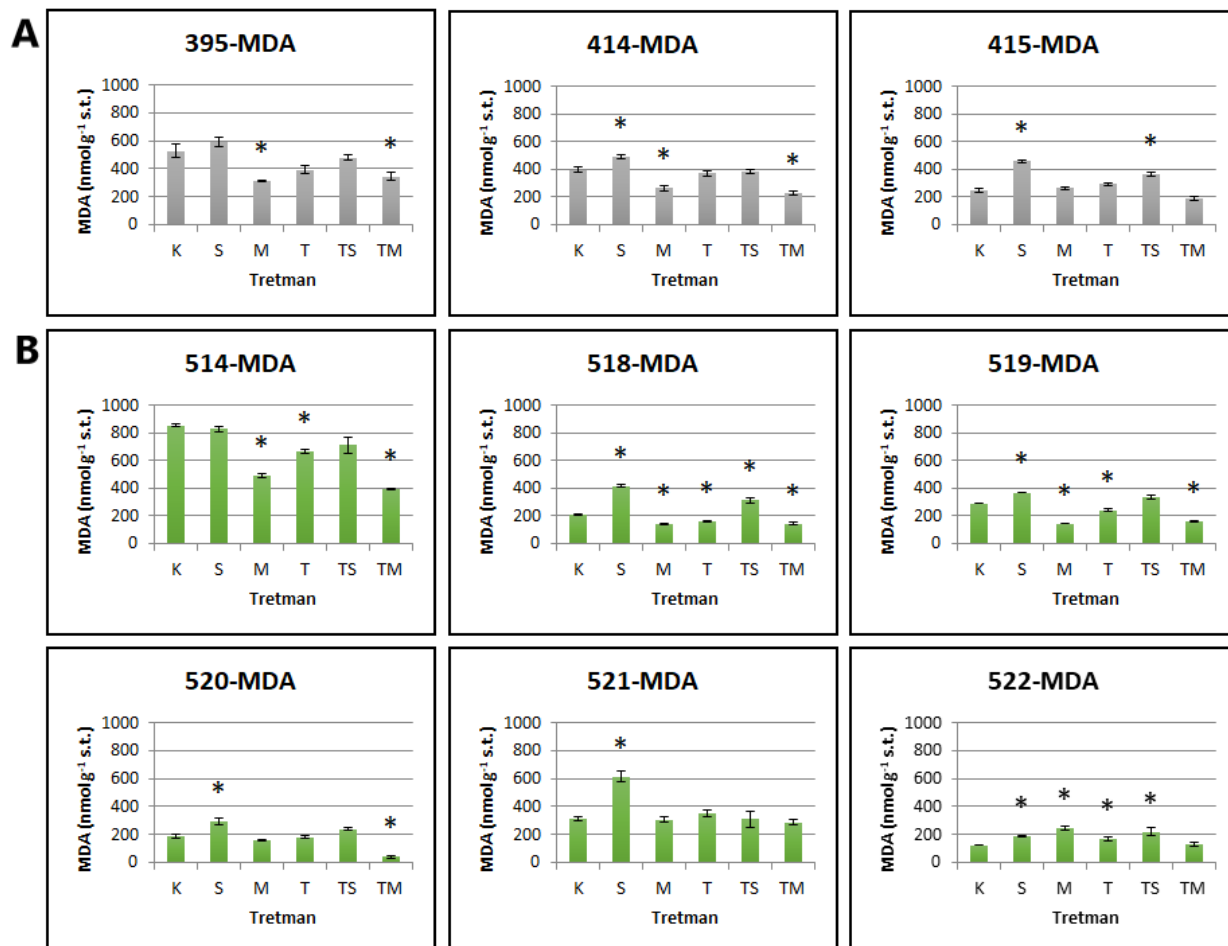 A
395-MDA
MDA (nmolg⁻¹ s.t.)
1000
800
600
400
200
0
*
*
K S M T TS TM
Tretman
414-MDA
MDA (nmolg⁻¹ s.t.)
1000
800
600
400
200
0
*
*
*
K S M T TS TM
Tretman
415-MDA
MDA (nmolg⁻¹ s.t.)
1000
800
600
400
200
0
*
*
K S M T TS TM
Tretman
B
514-MDA
MDA (nmolg⁻¹ s.t.)
1000
800
600
400
200
0
*
*
*
K S M T TS TM
Tretman
518-MDA
MDA (nmolg⁻¹ s.t.)
1000
800
600
400
200
0
*
*
*
*
*
K S M T TS TM
Tretman
519-MDA
MDA (nmolg⁻¹ s.t.)
1000
800
600
400
200
0
*
*
*
*
K S M T TS TM
Tretman
520-MDA
MDA (nmolg⁻¹ s.t.)
1000
800
600
400
200
0
*
*
K S M T TS TM
Tretman
521-MDA
MDA (nmolg⁻¹ s.t.)
1000
800
600
400
200
0
*
K S M T TS TM
Tretman
522-MDA
MDA (nmolg⁻¹ s.t.)
1000
800
600
400
200
0
*
*
*
*
K S M T TS TM
Tretman